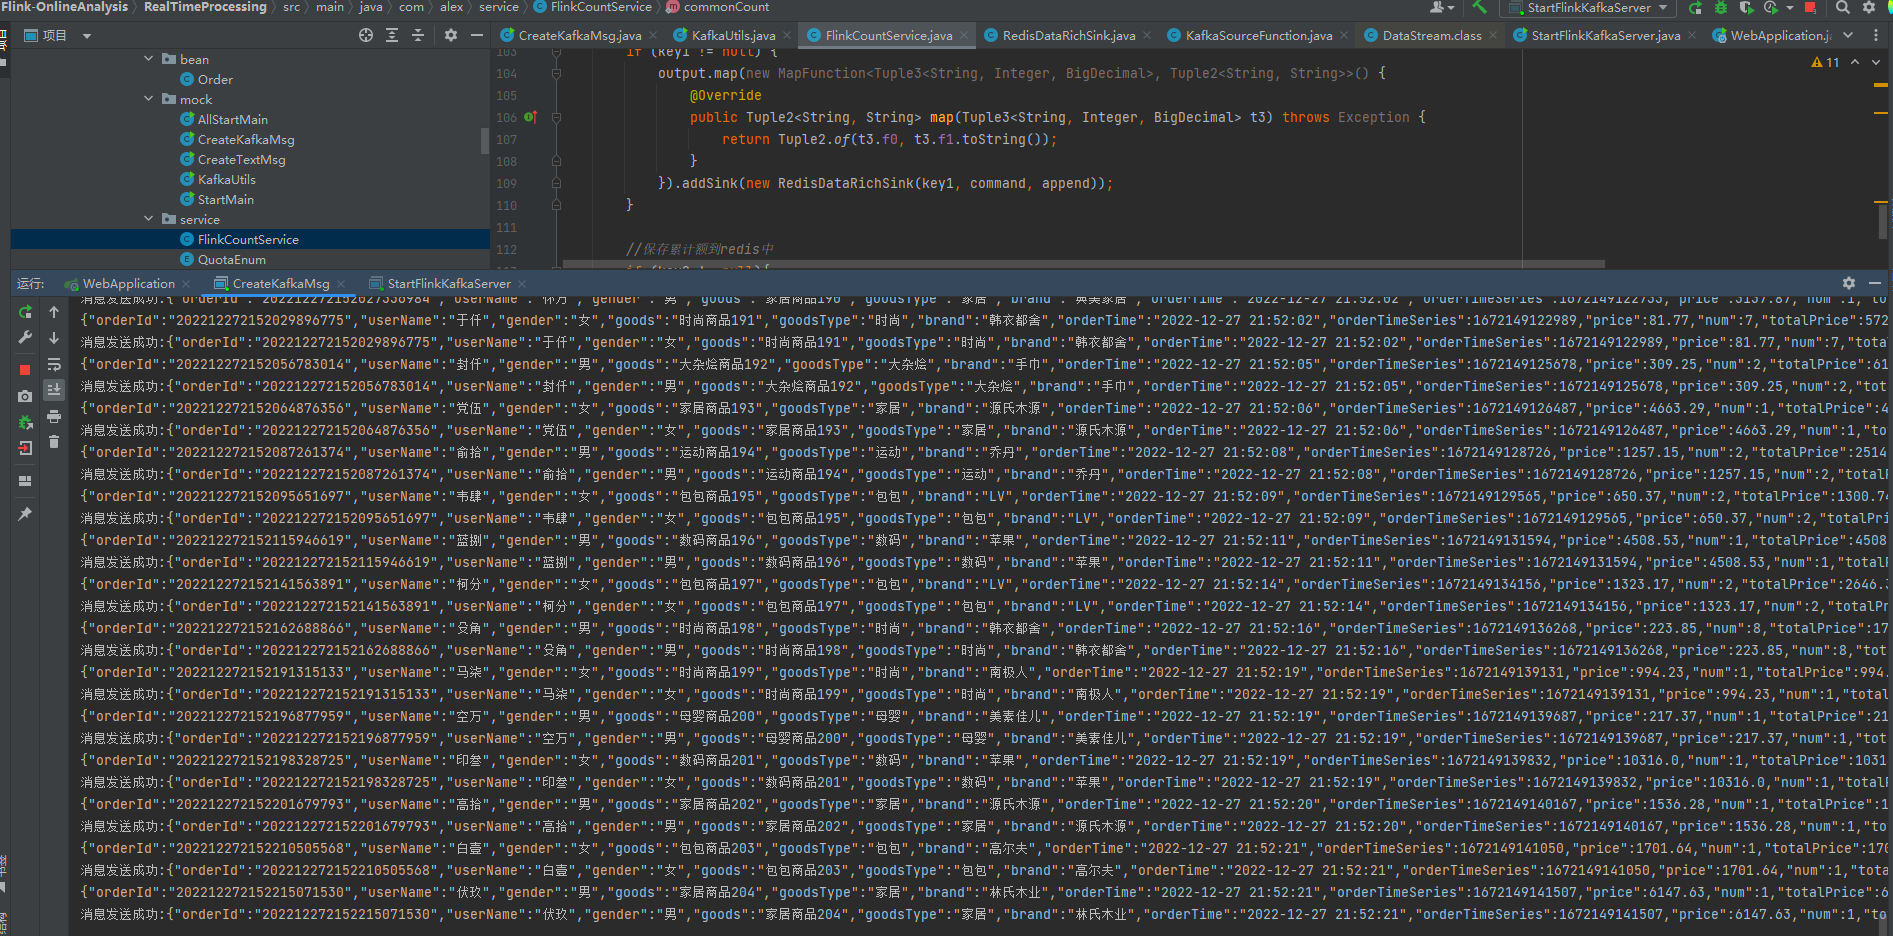 Flink-OnlineAnalysis RealTimeProcessing src main java com alex service FlinkCountService commonCount StartFlinkKafkaServer
项目 CreateKafkaMsg.java KafkaUtils.java FlinkCountService.java RedisDataRichSink.java KafkaSourceFunction.java DataStream.class StartFlinkKafkaServer.java WebApplication.j
bean
Order
mock
AllStartMain
CreateKafkaMsg
CreateTextMsg
KafkaUtils
StartMain
service
FlinkCountService
QuotaEnum
11
103 if (key1 != null) {
104 output.map(new MapFunction<Tuple3<String, Integer, BigDecimal>, Tuple2<String, String>>() {
105 @Override
106 public Tuple2<String, String> map(Tuple3<String, Integer, BigDecimal> t3) throws Exception {
107 return Tuple2.of(t3.f0, t3.f1.toString());
108 }
109 }).addSink(new RedisDataRichSink(key1, command, append));
110 }
111
112 //保存累计额到redis中
运行: WebApplication CreateKafkaMsg StartFlinkKafkaServer
{"orderId":"202212272152029896775","userName":"于仟","gender":"女","goods":"时尚商品191","goodsType":"时尚","brand":"韩衣都舍","orderTime":"2022-12-27 21:52:02","orderTimeSeries":1672149122989,"price":81.77,"num":7,"totalPrice":572
消息发送成功:{"orderId":"202212272152029896775","userName":"于仟","gender":"女","goods":"时尚商品191","goodsType":"时尚","brand":"韩衣都舍","orderTime":"2022-12-27 21:52:02","orderTimeSeries":1672149122989,"price":81.77,"num":7,"tota
{"orderId":"202212272152056783014","userName":"封仟","gender":"男","goods":"大杂烩商品192","goodsType":"大杂烩","brand":"手巾","orderTime":"2022-12-27 21:52:05","orderTimeSeries":1672149125678,"price":309.25,"num":2,"totalPrice":61
消息发送成功:{"orderId":"202212272152056783014","userName":"封仟","gender":"男","goods":"大杂烩商品192","goodsType":"大杂烩","brand":"手巾","orderTime":"2022-12-27 21:52:05","orderTimeSeries":1672149125678,"price":309.25,"num":2,"tot
{"orderId":"202212272152064876356","userName":"党伍","gender":"女","goods":"家居商品193","goodsType":"家居","brand":"源氏木源","orderTime":"2022-12-27 21:52:06","orderTimeSeries":1672149126487,"price":4663.29,"num":1,"totalPrice":4
消息发送成功:{"orderId":"202212272152064876356","userName":"党伍","gender":"女","goods":"家居商品193","goodsType":"家居","brand":"源氏木源","orderTime":"2022-12-27 21:52:06","orderTimeSeries":1672149126487,"price":4663.29,"num":1,"to
{"orderId":"202212272152087261374","userName":"俞拾","gender":"男","goods":"运动商品194","goodsType":"运动","brand":"乔丹","orderTime":"2022-12-27 21:52:08","orderTimeSeries":1672149128726,"price":1257.15,"num":2,"totalPrice":2514
消息发送成功:{"orderId":"202212272152087261374","userName":"俞拾","gender":"男","goods":"运动商品194","goodsType":"运动","brand":"乔丹","orderTime":"2022-12-27 21:52:08","orderTimeSeries":1672149128726,"price":1257.15,"num":2,"totalP
{"orderId":"202212272152095651697","userName":"韦肆","gender":"女","goods":"包包商品195","goodsType":"包包","brand":"LV","orderTime":"2022-12-27 21:52:09","orderTimeSeries":1672149129565,"price":650.37,"num":2,"totalPrice":1300.74
消息发送成功:{"orderId":"202212272152095651697","userName":"韦肆","gender":"女","goods":"包包商品195","goodsType":"包包","brand":"LV","orderTime":"2022-12-27 21:52:09","orderTimeSeries":1672149129565,"price":650.37,"num":2,"totalPri
{"orderId":"202212272152115946619","userName":"蓝捌","gender":"男","goods":"数码商品196","goodsType":"数码","brand":"苹果","orderTime":"2022-12-27 21:52:11","orderTimeSeries":1672149131594,"price":4508.53,"num":1,"totalPrice":4508
消息发送成功:{"orderId":"202212272152115946619","userName":"蓝捌","gender":"男","goods":"数码商品196","goodsType":"数码","brand":"苹果","orderTime":"2022-12-27 21:52:11","orderTimeSeries":1672149131594,"price":4508.53,"num":1,"totalP
{"orderId":"202212272152141563891","userName":"柯分","gender":"女","goods":"包包商品197","goodsType":"包包","brand":"LV","orderTime":"2022-12-27 21:52:14","orderTimeSeries":1672149134156,"price":1323.17,"num":2,"totalPrice":2646.3
消息发送成功:{"orderId":"202212272152141563891","userName":"柯分","gender":"女","goods":"包包商品197","goodsType":"包包","brand":"LV","orderTime":"2022-12-27 21:52:14","orderTimeSeries":1672149134156,"price":1323.17,"num":2,"totalPr
{"orderId":"202212272152162688866","userName":"殳角","gender":"男","goods":"时尚商品198","goodsType":"时尚","brand":"韩衣都舍","orderTime":"2022-12-27 21:52:16","orderTimeSeries":1672149136268,"price":223.85,"num":8,"totalPrice":17
消息发送成功:{"orderId":"202212272152162688866","userName":"殳角","gender":"男","goods":"时尚商品198","goodsType":"时尚","brand":"韩衣都舍","orderTime":"2022-12-27 21:52:16","orderTimeSeries":1672149136268,"price":223.85,"num":8,"tot
{"orderId":"202212272152191315133","userName":"马柒","gender":"女","goods":"时尚商品199","goodsType":"时尚","brand":"南极人","orderTime":"2022-12-27 21:52:19","orderTimeSeries":1672149139131,"price":994.23,"num":1,"totalPrice":994.
消息发送成功:{"orderId":"202212272152191315133","userName":"马柒","gender":"女","goods":"时尚商品199","goodsType":"时尚","brand":"南极人","orderTime":"2022-12-27 21:52:19","orderTimeSeries":1672149139131,"price":994.23,"num":1,"tota
{"orderId":"202212272152196877959","userName":"空万","gender":"男","goods":"母婴商品200","goodsType":"母婴","brand":"美素佳儿","orderTime":"2022-12-27 21:52:19","orderTimeSeries":1672149139687,"price":217.37,"num":1,"totalPrice":21
消息发送成功:{"orderId":"202212272152196877959","userName":"空万","gender":"男","goods":"母婴商品200","goodsType":"母婴","brand":"美素佳儿","orderTime":"2022-12-27 21:52:19","orderTimeSeries":1672149139687,"price":217.37,"num":1,"tot
{"orderId":"202212272152198328725","userName":"印叁","gender":"女","goods":"数码商品201","goodsType":"数码","brand":"苹果","orderTime":"2022-12-27 21:52:19","orderTimeSeries":1672149139832,"price":10316.0,"num":1,"totalPrice":1031
消息发送成功:{"orderId":"202212272152198328725","userName":"印叁","gender":"女","goods":"数码商品201","goodsType":"数码","brand":"苹果","orderTime":"2022-12-27 21:52:19","orderTimeSeries":1672149139832,"price":10316.0,"num":1,"totalP
{"orderId":"202212272152201679793","userName":"高拾","gender":"男","goods":"家居商品202","goodsType":"家居","brand":"源氏木源","orderTime":"2022-12-27 21:52:20","orderTimeSeries":1672149140167,"price":1536.28,"num":1,"totalPrice":1
消息发送成功:{"orderId":"202212272152201679793","userName":"高拾","gender":"男","goods":"家居商品202","goodsType":"家居","brand":"源氏木源","orderTime":"2022-12-27 21:52:20","orderTimeSeries":1672149140167,"price":1536.28,"num":1,"to
{"orderId":"202212272152210505568","userName":"白壹","gender":"女","goods":"包包商品203","goodsType":"包包","brand":"高尔夫","orderTime":"2022-12-27 21:52:21","orderTimeSeries":1672149141050,"price":1701.64,"num":1,"totalPrice":170
消息发送成功:{"orderId":"202212272152210505568","userName":"白壹","gender":"女","goods":"包包商品203","goodsType":"包包","brand":"高尔夫","orderTime":"2022-12-27 21:52:21","orderTimeSeries":1672149141050,"price":1701.64,"num":1,"tota
{"orderId":"202212272152215071530","userName":"伏玖","gender":"男","goods":"家居商品204","goodsType":"家居","brand":"林氏木业","orderTime":"2022-12-27 21:52:21","orderTimeSeries":1672149141507,"price":6147.63,"num":1,"totalPrice":6
消息发送成功:{"orderId":"202212272152215071530","userName":"伏玖","gender":"男","goods":"家居商品204","goodsType":"家居","brand":"林氏木业","orderTime":"2022-12-27 21:52:21","orderTimeSeries":1672149141507,"price":6147.63,"num":1,"to